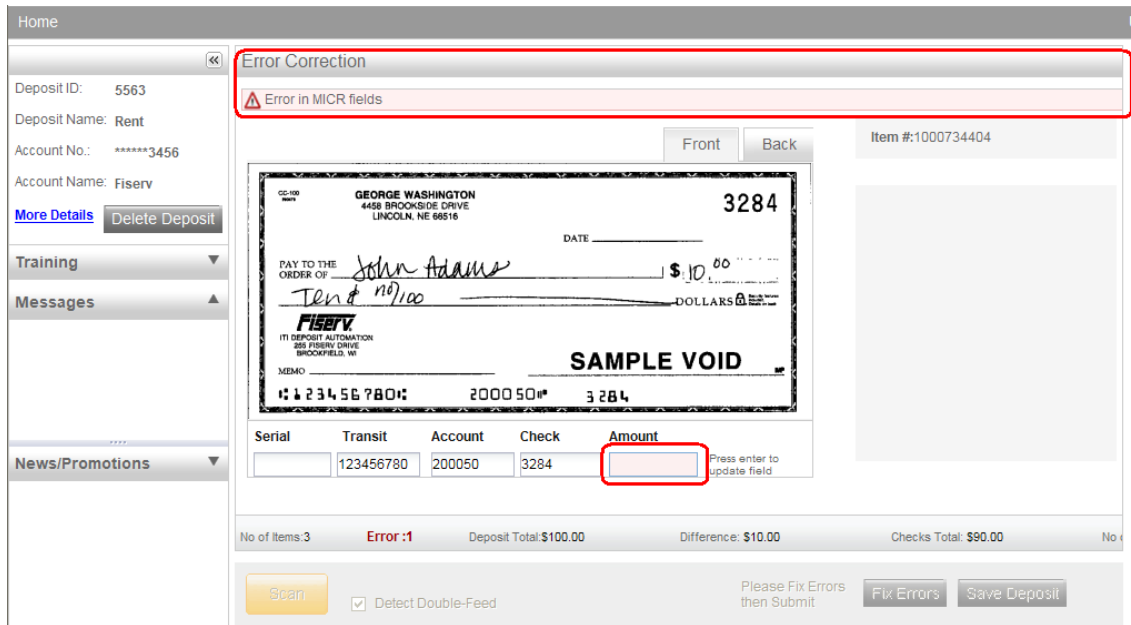 Home
Deposit ID: 5563
Deposit Name: Rent
Account No.: ******3456
Account Name: Fiserv
More Details Delete Deposit
Training
Messages
News/Promotions
Error Correction
Error in MICR fields
Front Back
Item #:1000734404
GEORGE WASHINGTON
4458 BROOKSIDE DRIVE
LINCOLN, NE 68516
3284
DATE
PAY TO THE
ORDER OF John Adams $ 10.00
Ten & no/100 DOLLARS
Fiserv.
ITI DEPOSIT AUTOMATION
255 FISERV DRIVE
BROOKFIELD, WI
SAMPLE VOID
MEMO
⑆123456780⑆ 200050⑈ 3284
Serial Transit Account Check Amount
123456780 200050 3284
Press enter to
update field
No of Items:3 Error :1 Deposit Total:$100.00 Difference: $10.00 Checks Total: $90.00 No
Scan
Detect Double-Feed
Please Fix Errors
then Submit
Fix Errors Save Deposit